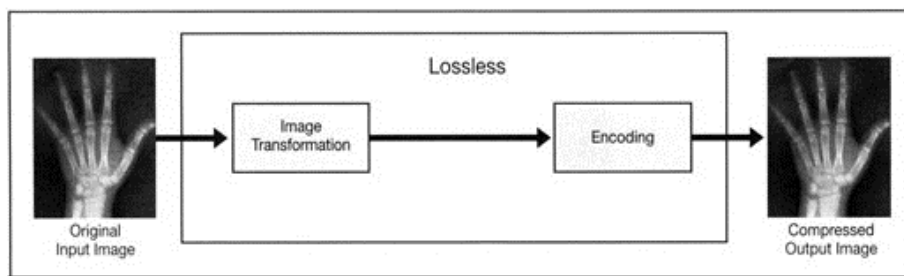 Lossless
Image
Transformation
Encoding
Original
Input Image
Compressed
Output Image